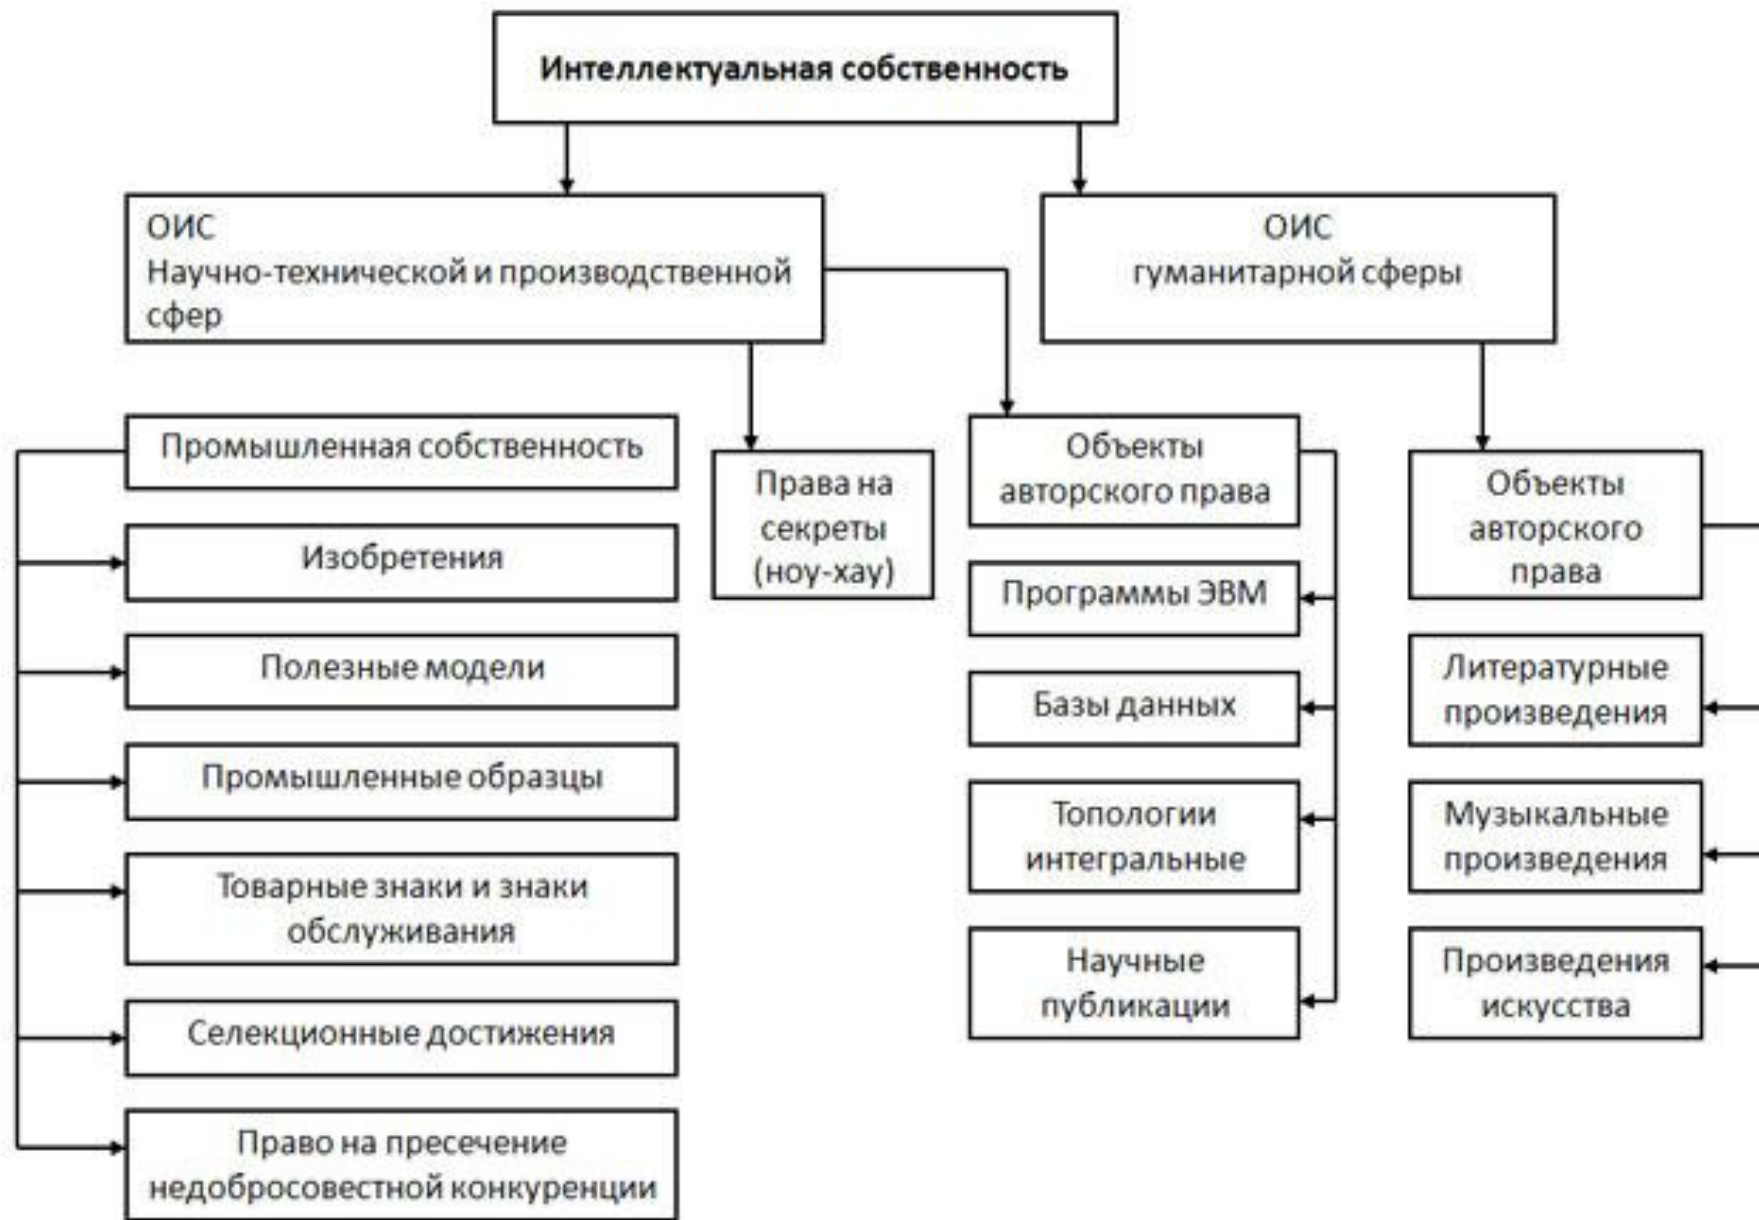 Интеллектуальная собственность
ОИС
Научно-технической и производственной
сфер
ОИС
гуманитарной сферы
Промышленная собственность
Изобретения
Полезные модели
Промышленные образцы
Товарные знаки и знаки
обслуживания
Селекционные достижения
Право на пресечение
недобросовестной конкуренции
Права на
секреты
(ноу-хау)
Объекты
авторского права
Программы ЭВМ
Базы данных
Топологии
интегральные
Научные
публикации
Объекты
авторского
права
Литературные
произведения
Музыкальные
произведения
Произведения
искусства